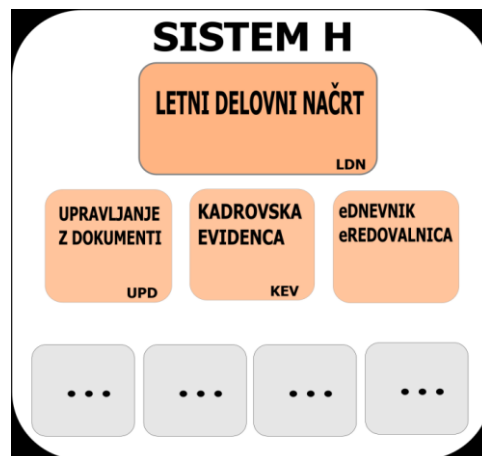 SISTEM H
LETNI DELOVNI NAČRT
LDN
UPRAVLJANJE
Z DOKUMENTI
UPD
KADROVSKA
EVIDENCA
KEV
eDNEVNIK
eREDOVALNICA
...
...
...
...